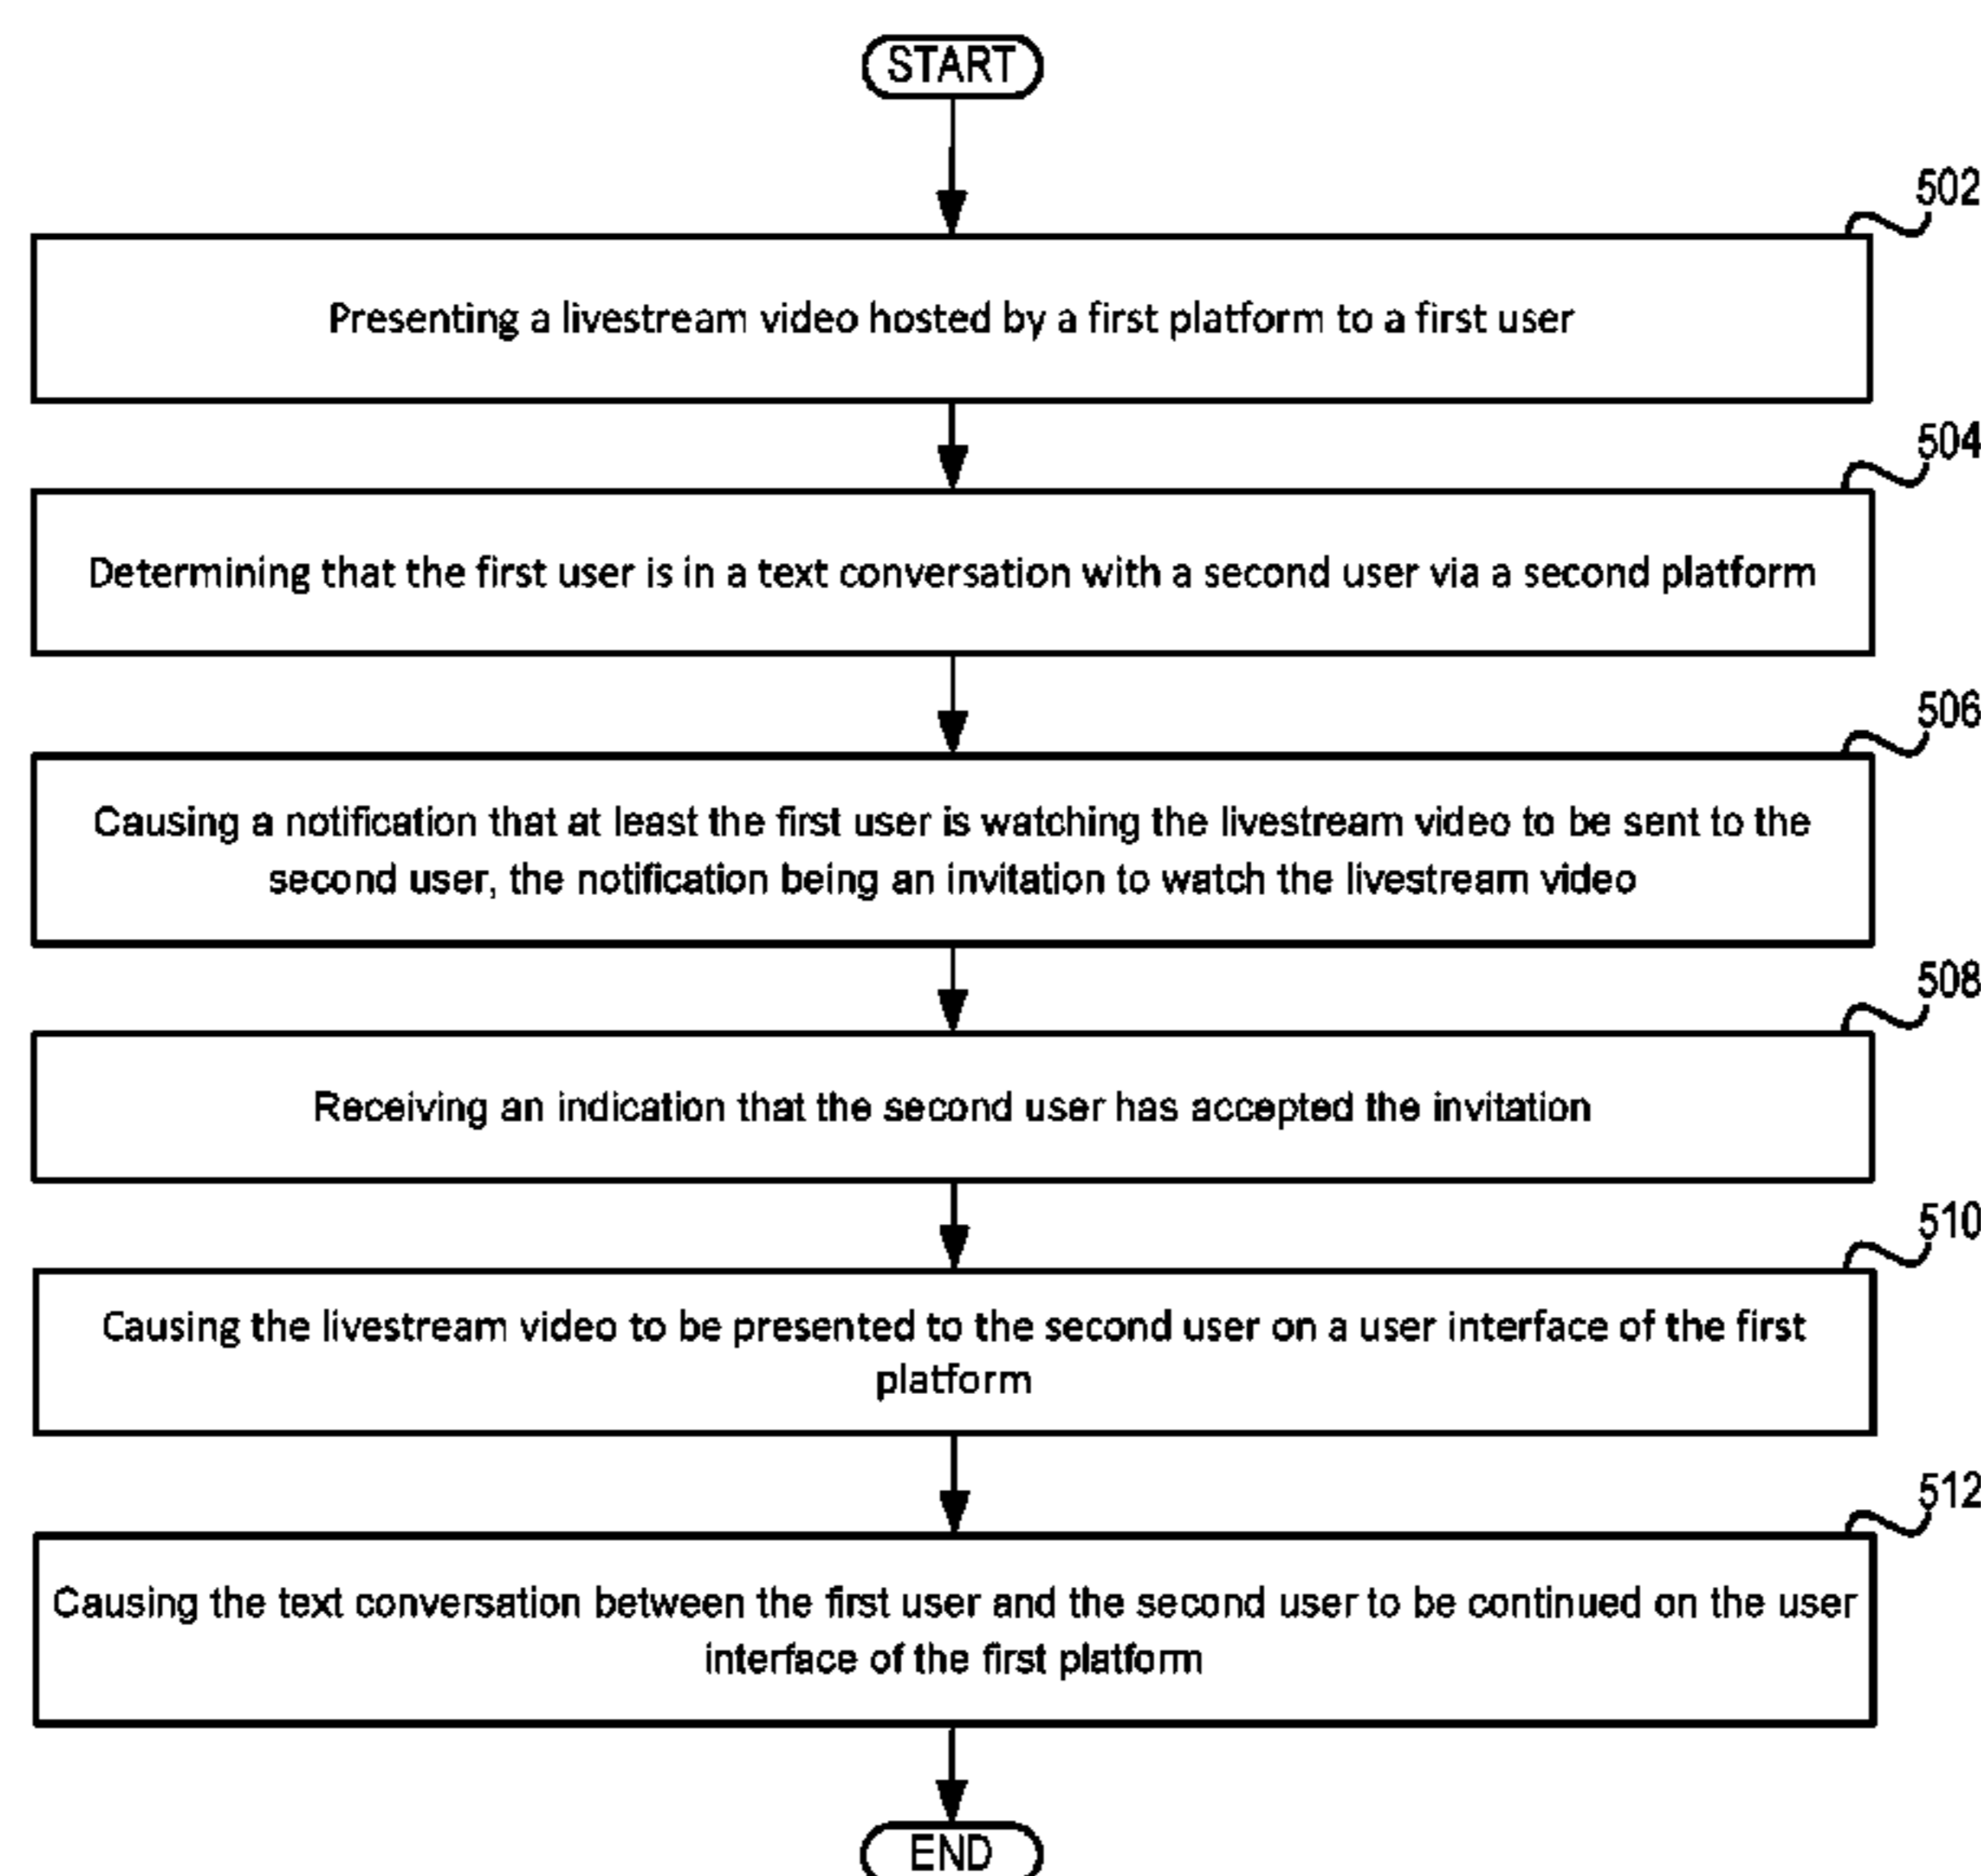 START
502
Presenting a livestream video hosted by a first platform to a first user
504
Determining that the first user is in a text conversation with a second user via a second platform
506
Causing a notification that at least the first user is watching the livestream video to be sent to the
second user, the notification being an invitation to watch the livestream video
508
Receiving an indication that the second user has accepted the invitation
510
Causing the livestream video to be presented to the second user on a user interface of the first
platform
512
Causing the text conversation between the first user and the second user to be continued on the user
interface of the first platform
END